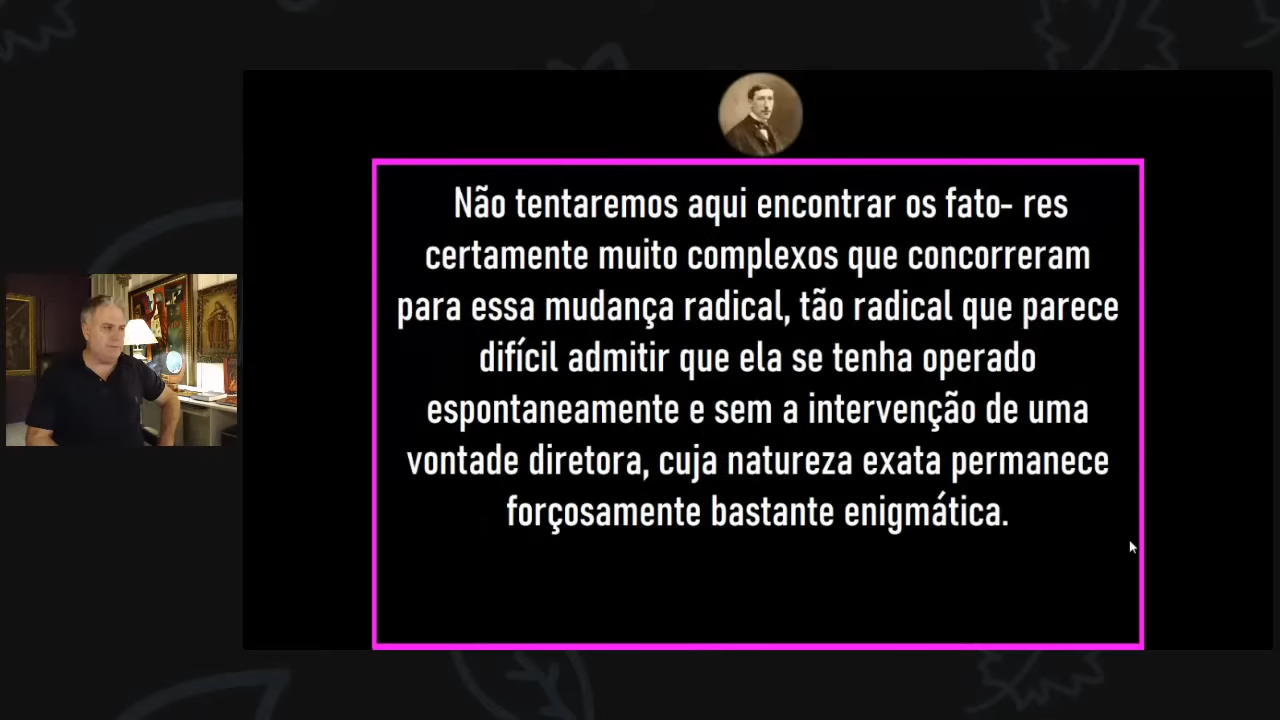 Não tentaremos aqui encontrar os fato- res
certamente muito complexos que concorreram
para essa mudança radical, tão radical que parece
difícil admitir que ela se tenha operado
espontaneamente e sem a intervenção de uma
vontade diretora, cuja natureza exata permanece
forçosamente bastante enigmática.